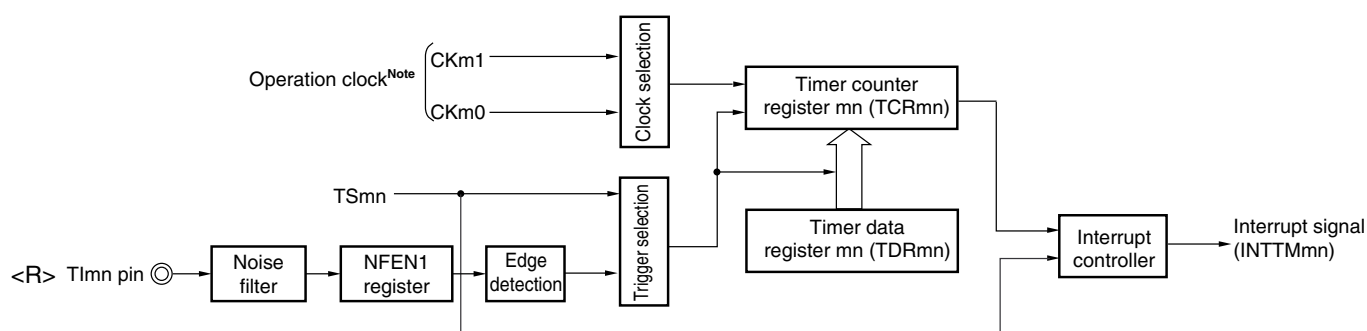 Operation clockNote
CKm1
CKm0
Clock selection
Timer counter
register mn (TCRmn)
TSmn
Trigger selection
Timer data
register mn (TDRmn)
Interrupt
controller
Interrupt signal
(INTTMmn)
<R> TImn pin
Noise
filter
NFEN1
register
Edge
detection